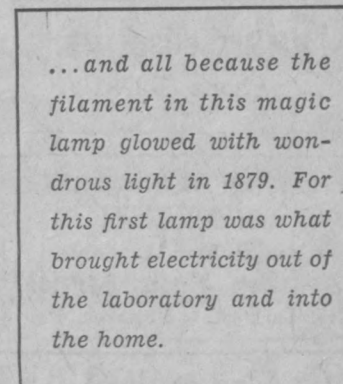 ...and all because the
filament in this magic
lamp glowed with won-
drous light in 1879. For
this first lamp was what
brought electricity out of
the laboratory and into
the home.